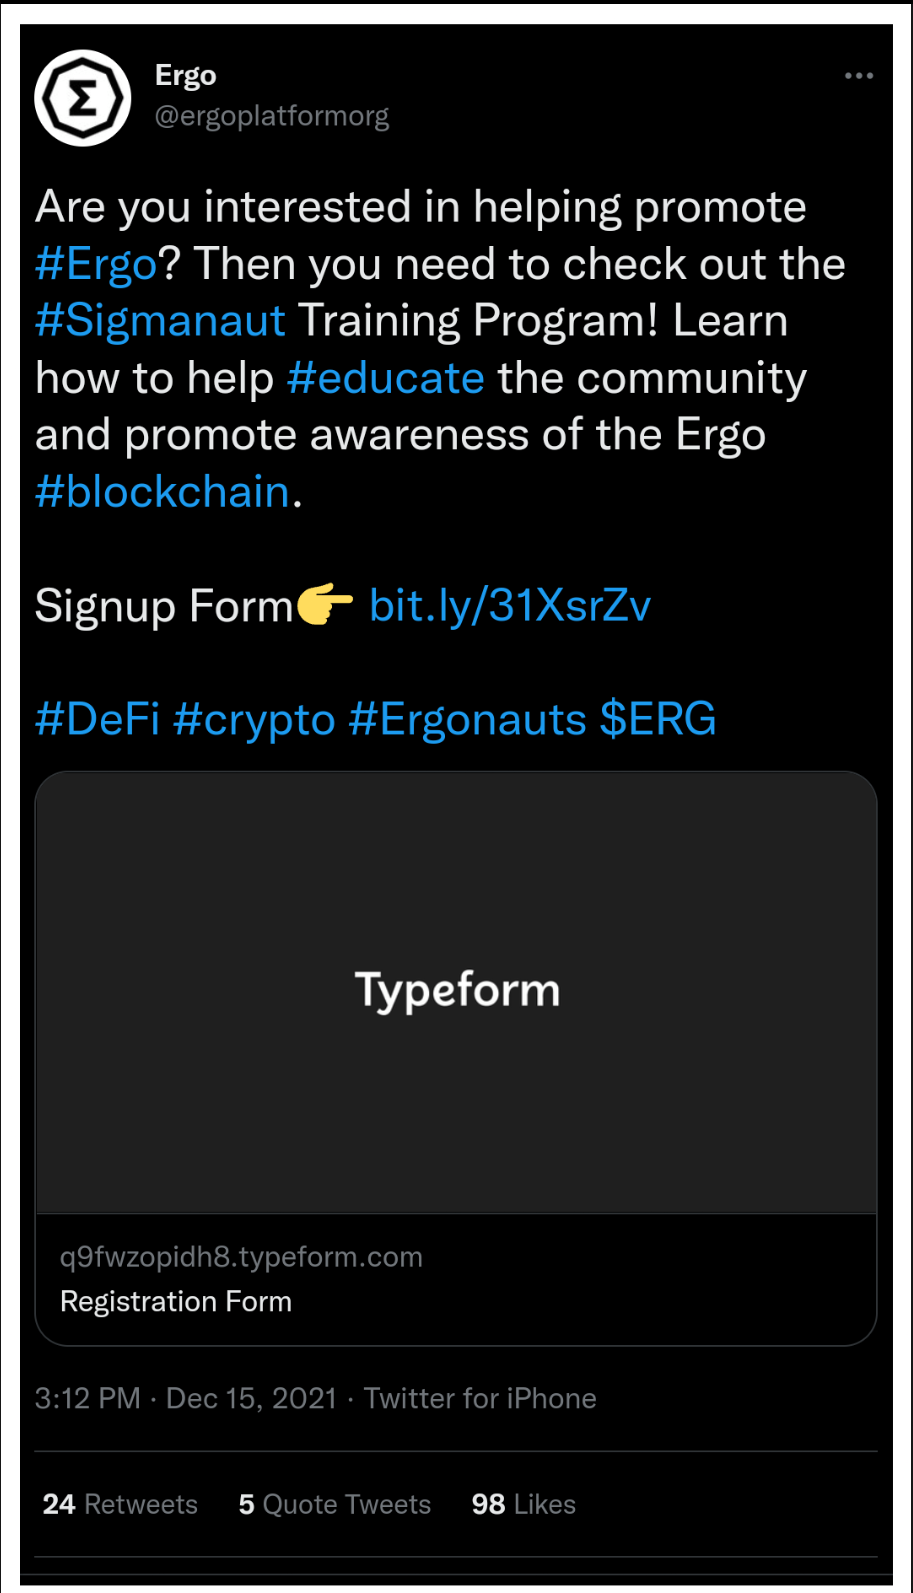 Ergo
@ergoplatformorg
Are you interested in helping promote
#Ergo? Then you need to check out the
#Sigmanaut Training Program! Learn
how to help #educate the community
and promote awareness of the Ergo
#blockchain.
Signup Form👉 bit.ly/31XsrZv
#DeFi #crypto #Ergonauts $ERG
Typeform
q9fwzopidh8.typeform.com
Registration Form
3:12 PM · Dec 15, 2021 · Twitter for iPhone
24 Retweets 5 Quote Tweets 98 Likes